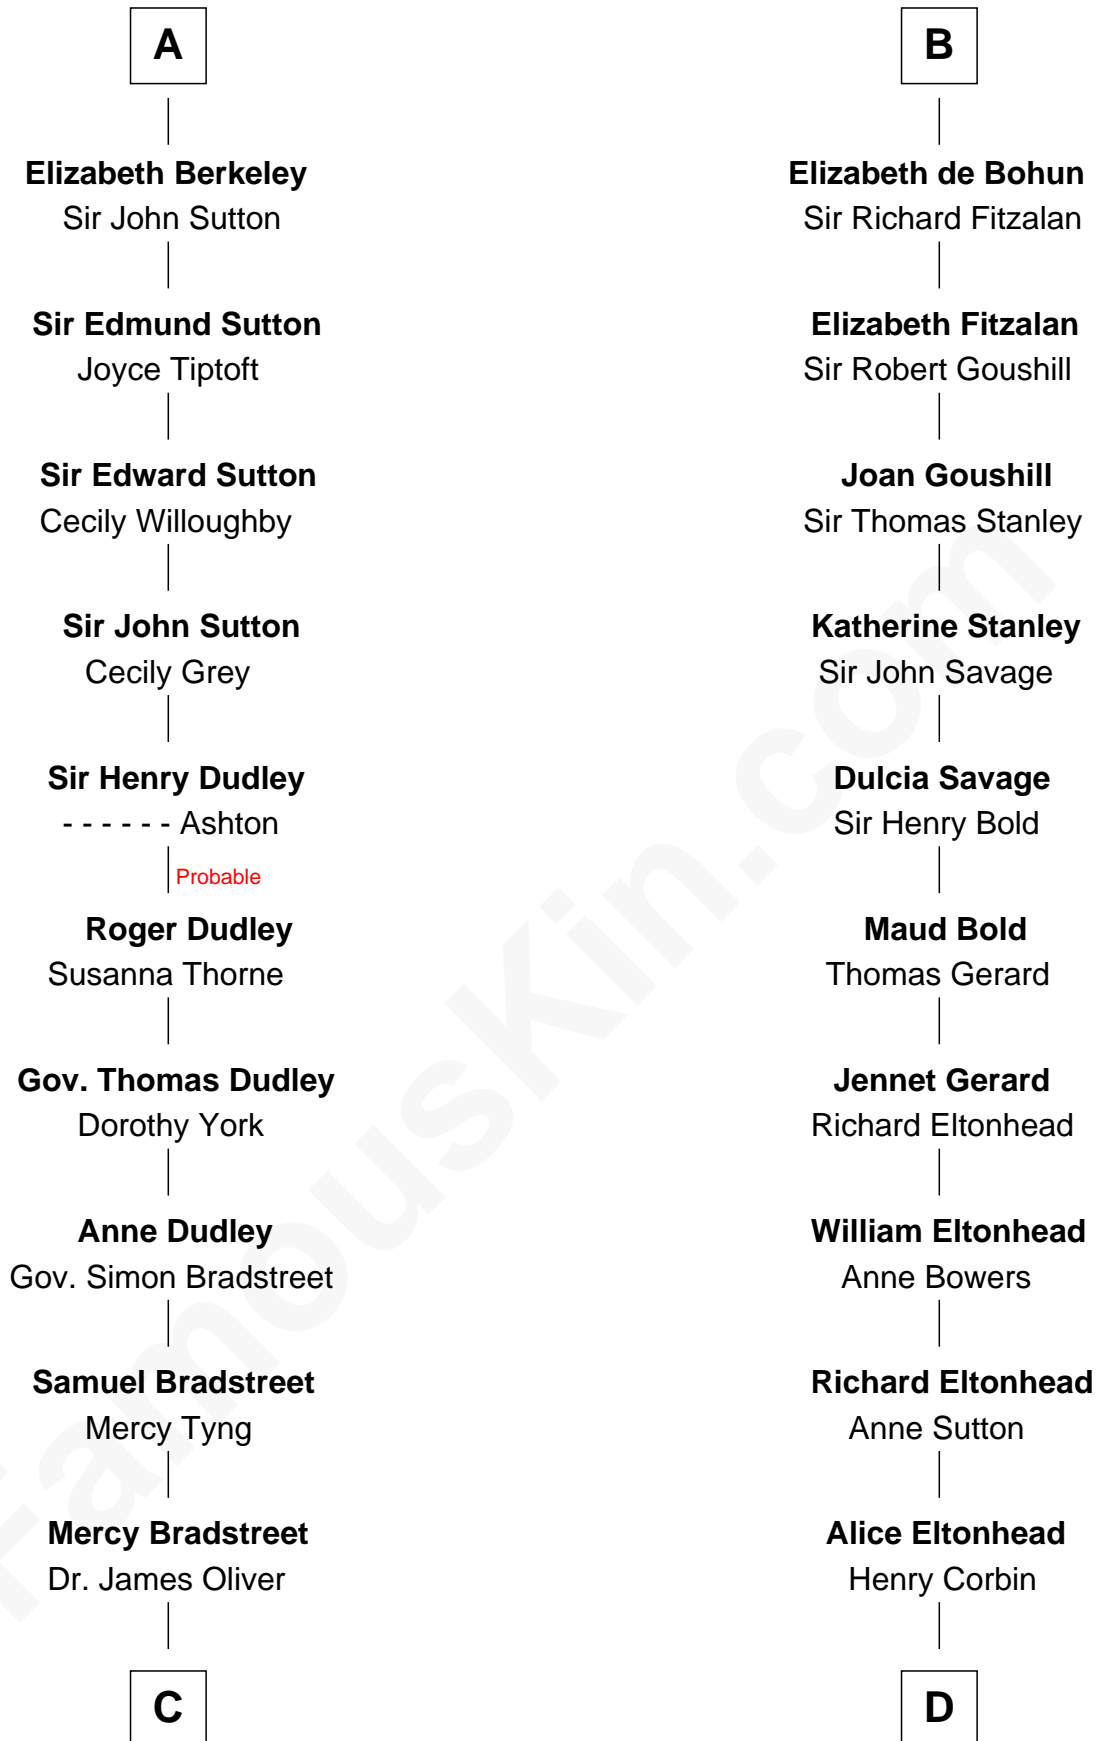 A
Elizabeth Berkeley
Sir John Sutton
Sir Edmund Sutton
Joyce Tiptoft
Sir Edward Sutton
Cecily Willoughby
Sir John Sutton
Cecily Grey
Sir Henry Dudley
- - - - - - Ashton
Probable
Roger Dudley
Susanna Thorne
Gov. Thomas Dudley
Dorothy York
Anne Dudley
Gov. Simon Bradstreet
Samuel Bradstreet
Mercy Tyng
Mercy Bradstreet
Dr. James Oliver
C
B
Elizabeth de Bohun
Sir Richard Fitzalan
Elizabeth Fitzalan
Sir Robert Goushill
Joan Goushill
Sir Thomas Stanley
Katherine Stanley
Sir John Savage
Dulcia Savage
Sir Henry Bold
Maud Bold
Thomas Gerard
Jennet Gerard
Richard Eltonhead
William Eltonhead
Anne Bowers
Richard Eltonhead
Anne Sutton
Alice Eltonhead
Henry Corbin
D
FamousKin.com